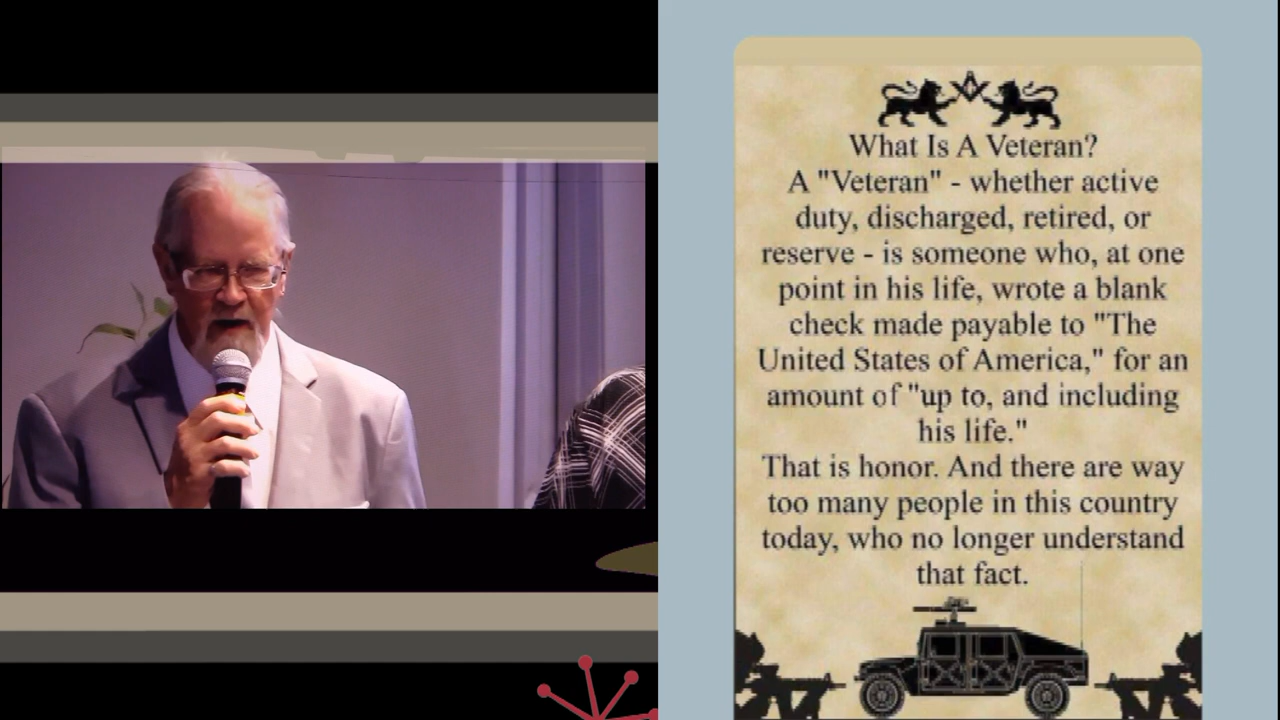 What Is A Veteran?
A "Veteran" - whether active
duty, discharged, retired, or
reserve - is someone who, at one
point in his life, wrote a blank
check made payable to "The
United States of America," for an
amount of "up to, and including
his life."
That is honor. And there are way
too many people in this country
today, who no longer understand
that fact.